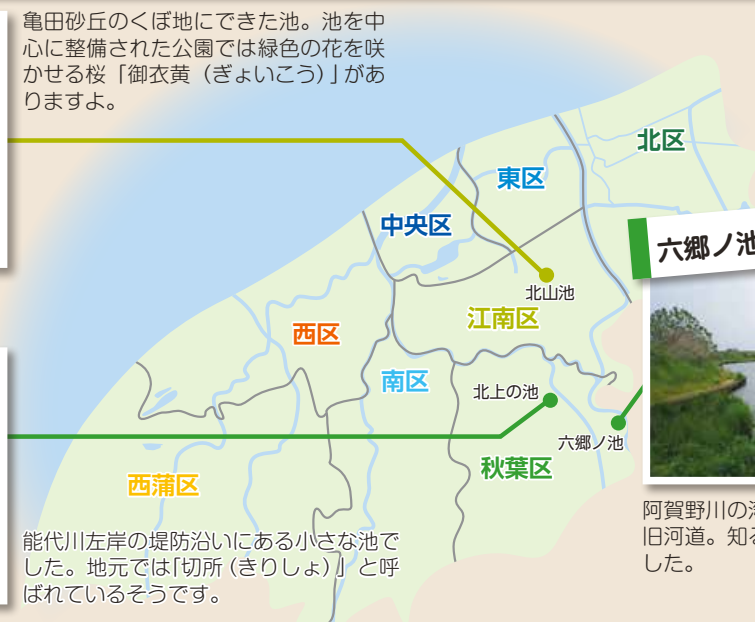 亀田砂丘のくぼ地にできた池。池を中
心に整備された公園では緑色の花を咲
かせる桜「御衣黄（ぎょいこう）」があ
りますよ。
北区
東区
中央区
六郷ノ池
北山池
江南区
西区
南区
北上の池
六郷ノ池
秋葉区
西蒲区
能代川左岸の堤防沿いにある小さな池で
した。地元では「切所（きりしょ）」と呼
ばれているそうです。
阿賀野川の
旧河道。知る
した。